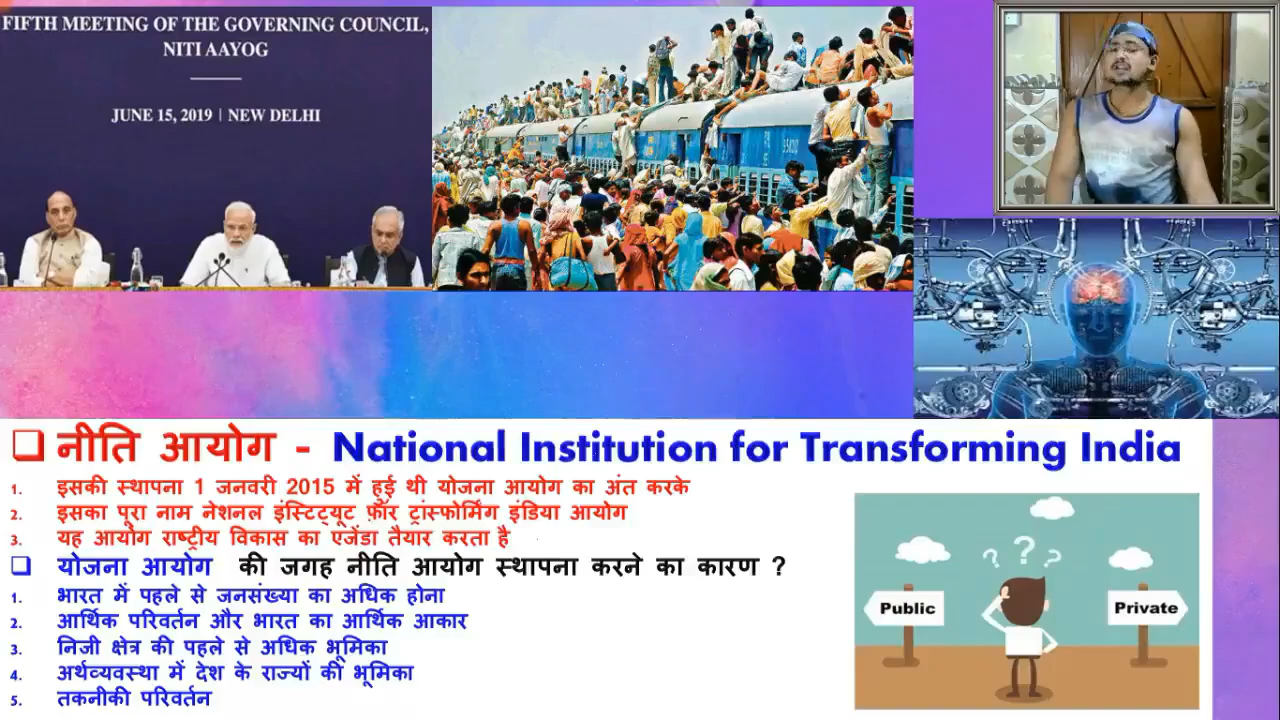 FIFTH MEETING OF THE GOVERNING COUNCIL,
NITI AAYOG
JUNE 15, 2019 | NEW DELHI
❑ नीति आयोग - National Institution for Transforming India
1. इसकी स्थापना 1 जनवरी 2015 में हुई थी योजना आयोग का अंत करके
2. इसका पूरा नाम नेशनल इंस्टिट्यूट फ़ॉर ट्रांस्फोर्मिंग इंडिया आयोग
3. यह आयोग राष्ट्रीय विकास का एजेंडा तैयार करता है
❑ योजना आयोग की जगह नीति आयोग स्थापना करने का कारण ?
1. भारत में पहले से जनसंख्या का अधिक होना
2. आर्थिक परिवर्तन और भारत का आर्थिक आकार
3. निजी क्षेत्र की पहले से अधिक भूमिका
4. अर्थव्यवस्था में देश के राज्यों की भूमिका
5. तकनीकी परिवर्तन
? ? ?
Public
Private